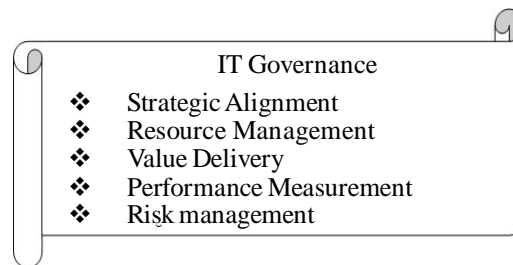 IT Governance
❖ Strategic Alignment
❖ Resource Management
❖ Value Delivery
❖ Performance Measurement
❖ Risk management